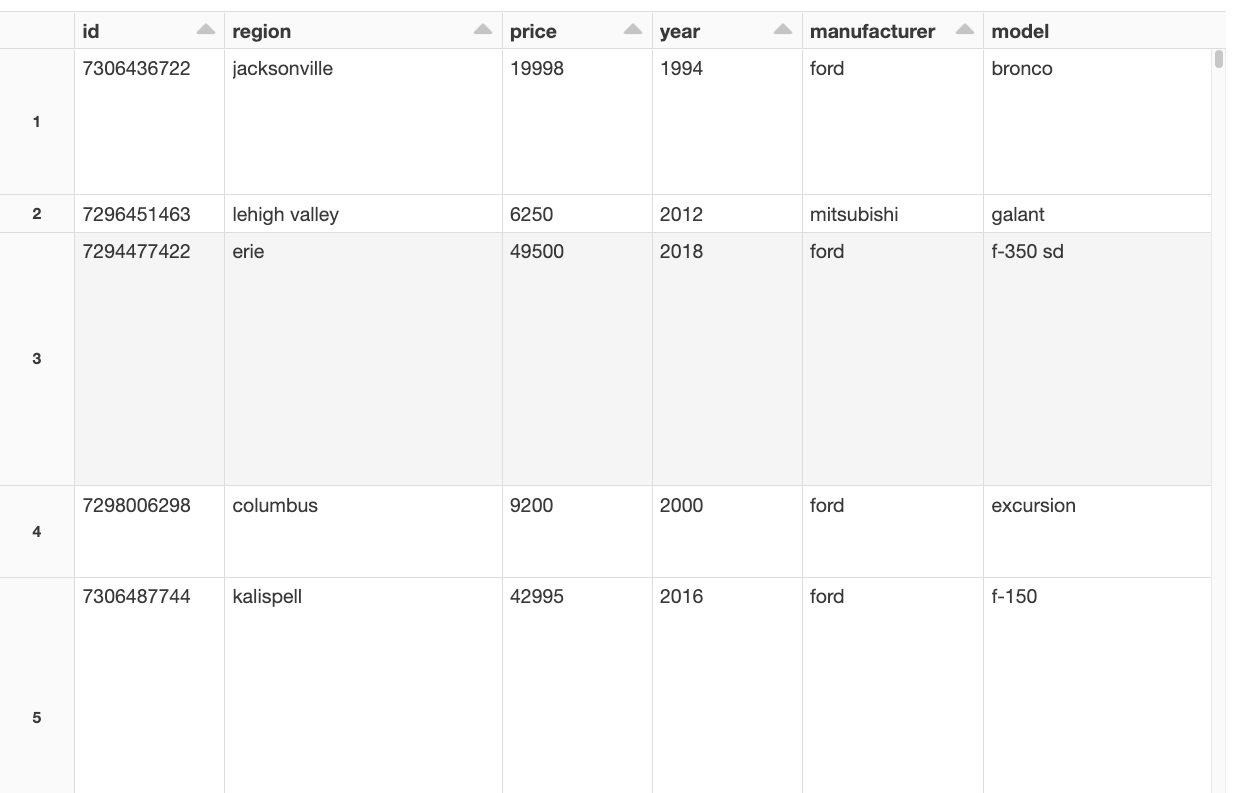 id region price year manufacturer model
1 7306436722 jacksonville 19998 1994 ford bronco
2 7296451463 lehigh valley 6250 2012 mitsubishi galant
3 7294477422 erie 49500 2018 ford f-350 sd
4 7298006298 columbus 9200 2000 ford excursion
5 7306487744 kalispell 42995 2016 ford f-150